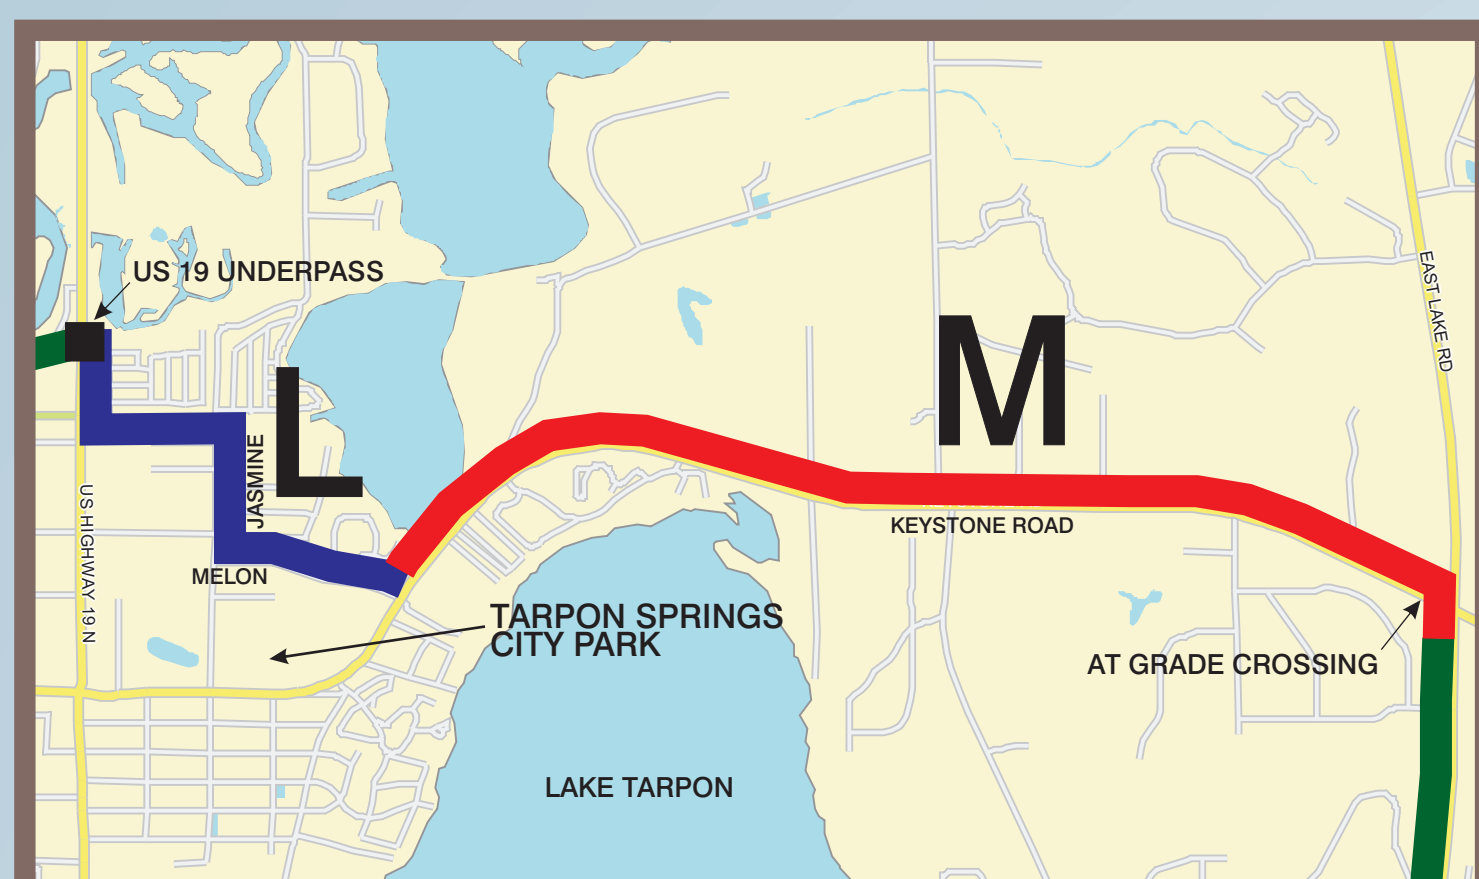 US 19 UNDERPASS
EAST LAKE RD
M
L
JASMINE
US HIGHWAY 19 N
KEYSTONE ROAD
MELON
TARPON SPRINGS
CITY PARK
AT GRADE CROSSING
LAKE TARPON